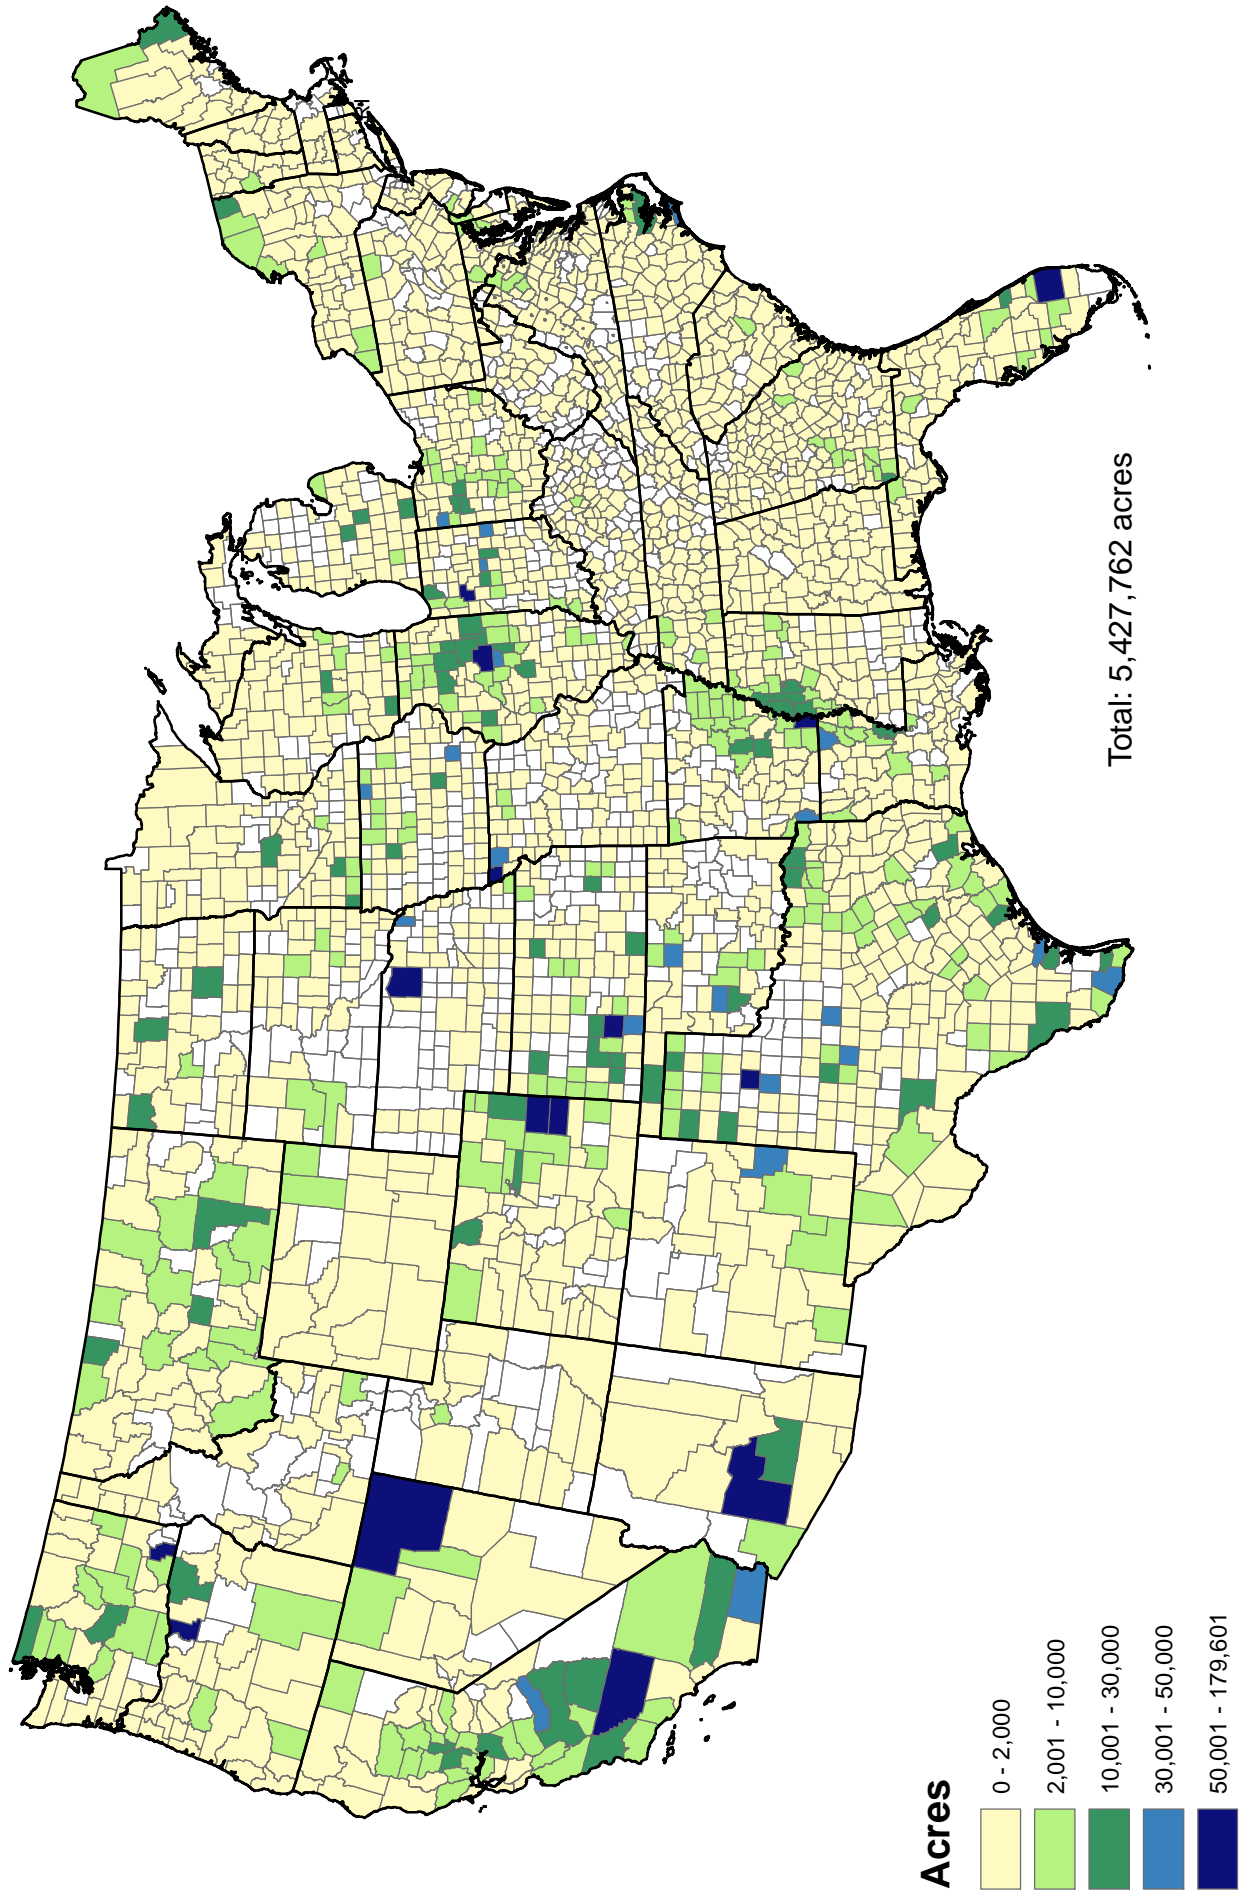 Total: 5,427,762 acres
Acres
0 - 2,000
2,001 - 10,000
10,001 - 30,000
30,001 - 50,000
50,001 - 179,601